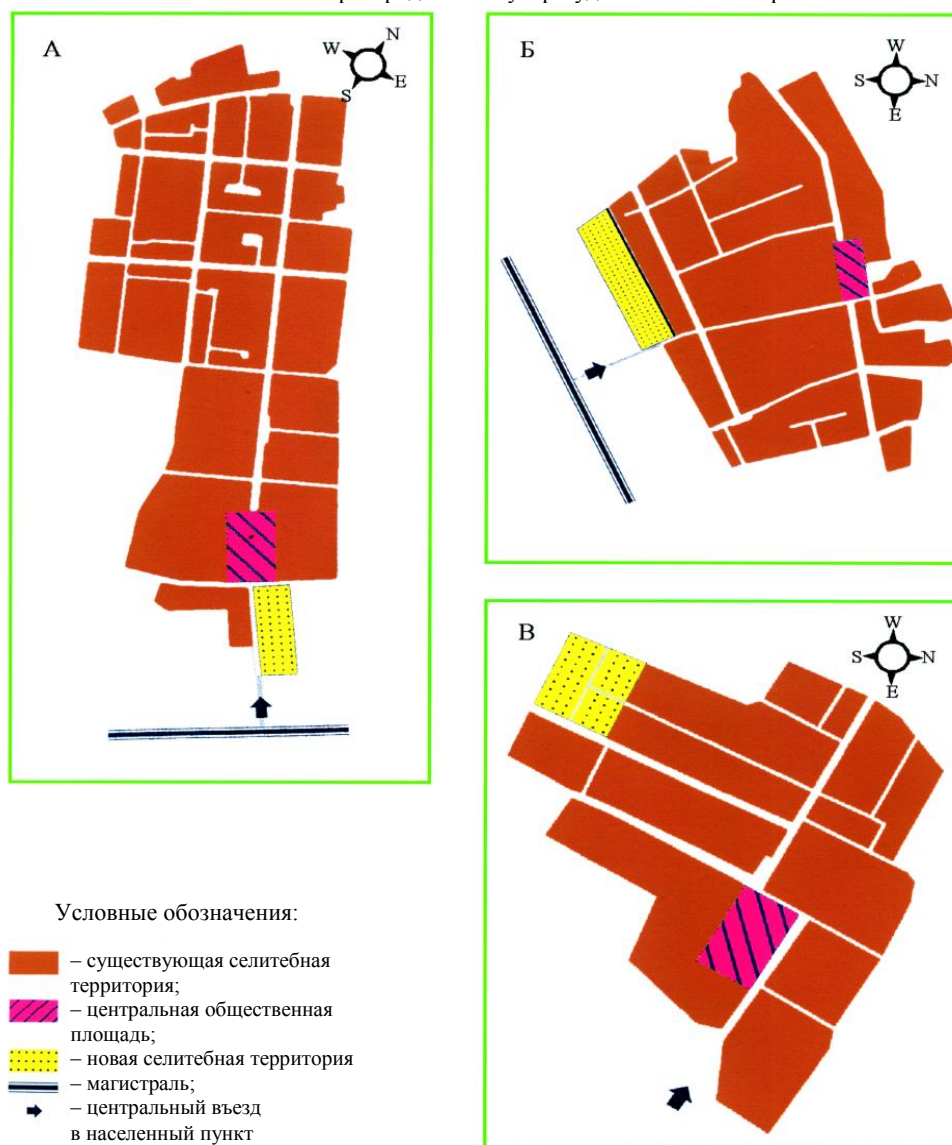 А
N
W
E
S
Б
W
S
N
E
В
W
S
N
E
Условные обозначения:
– существующая селитебная
территория;
– центральная общественная
площадь;
– новая селитебная территория
– магистраль;
– центральный въезд
в населенный пункт